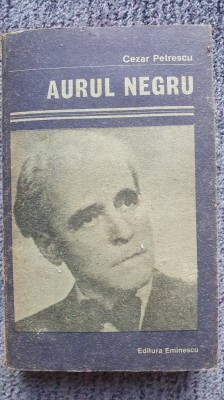 Cezar Petrescu
AURUL NEGRU
Editura Eminescu